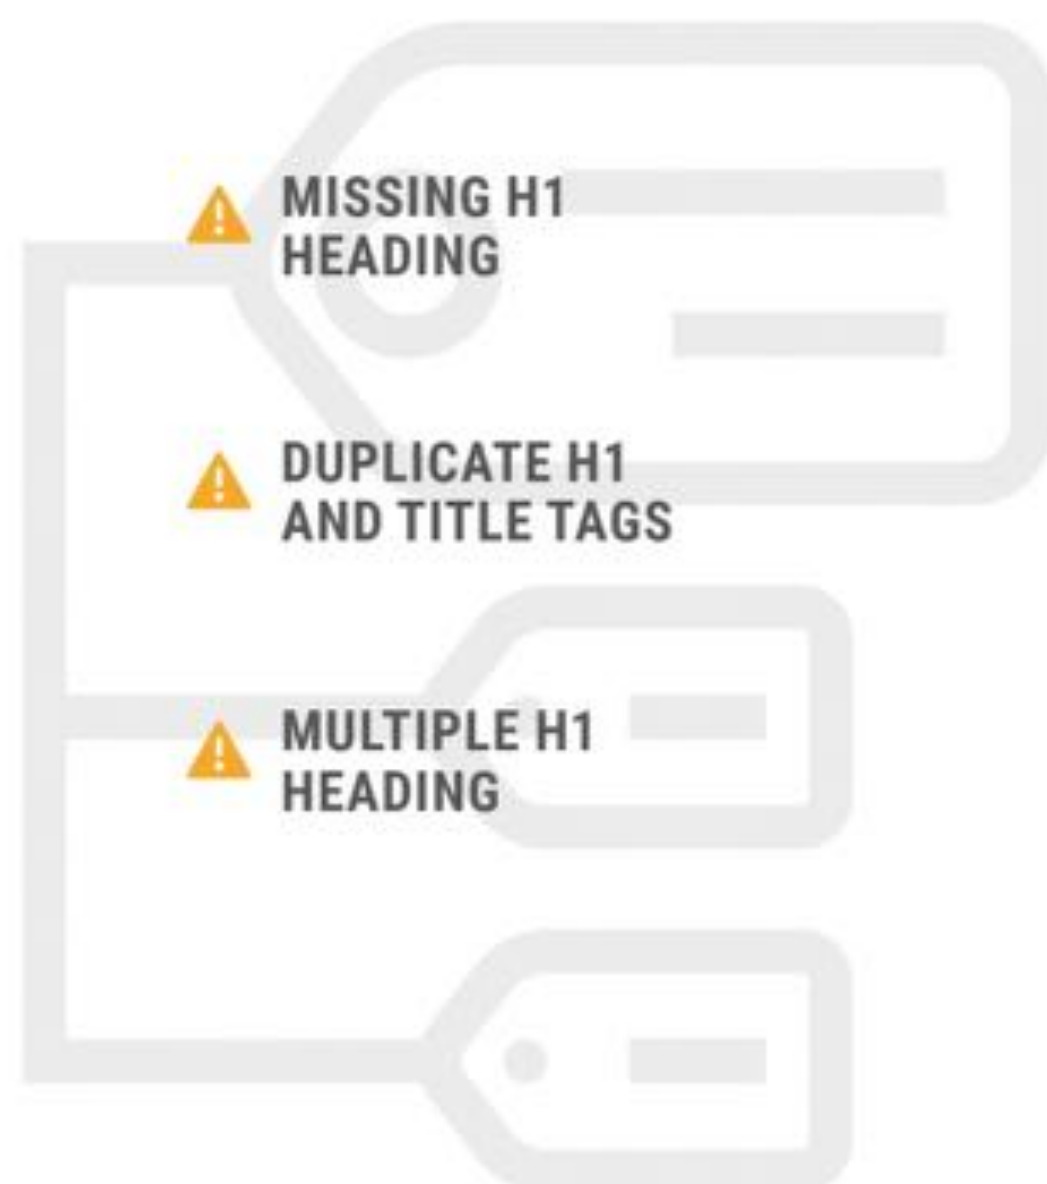 MISSING H1
HEADING
DUPLICATE H1
AND TITLE TAGS
MULTIPLE H1
HEADING